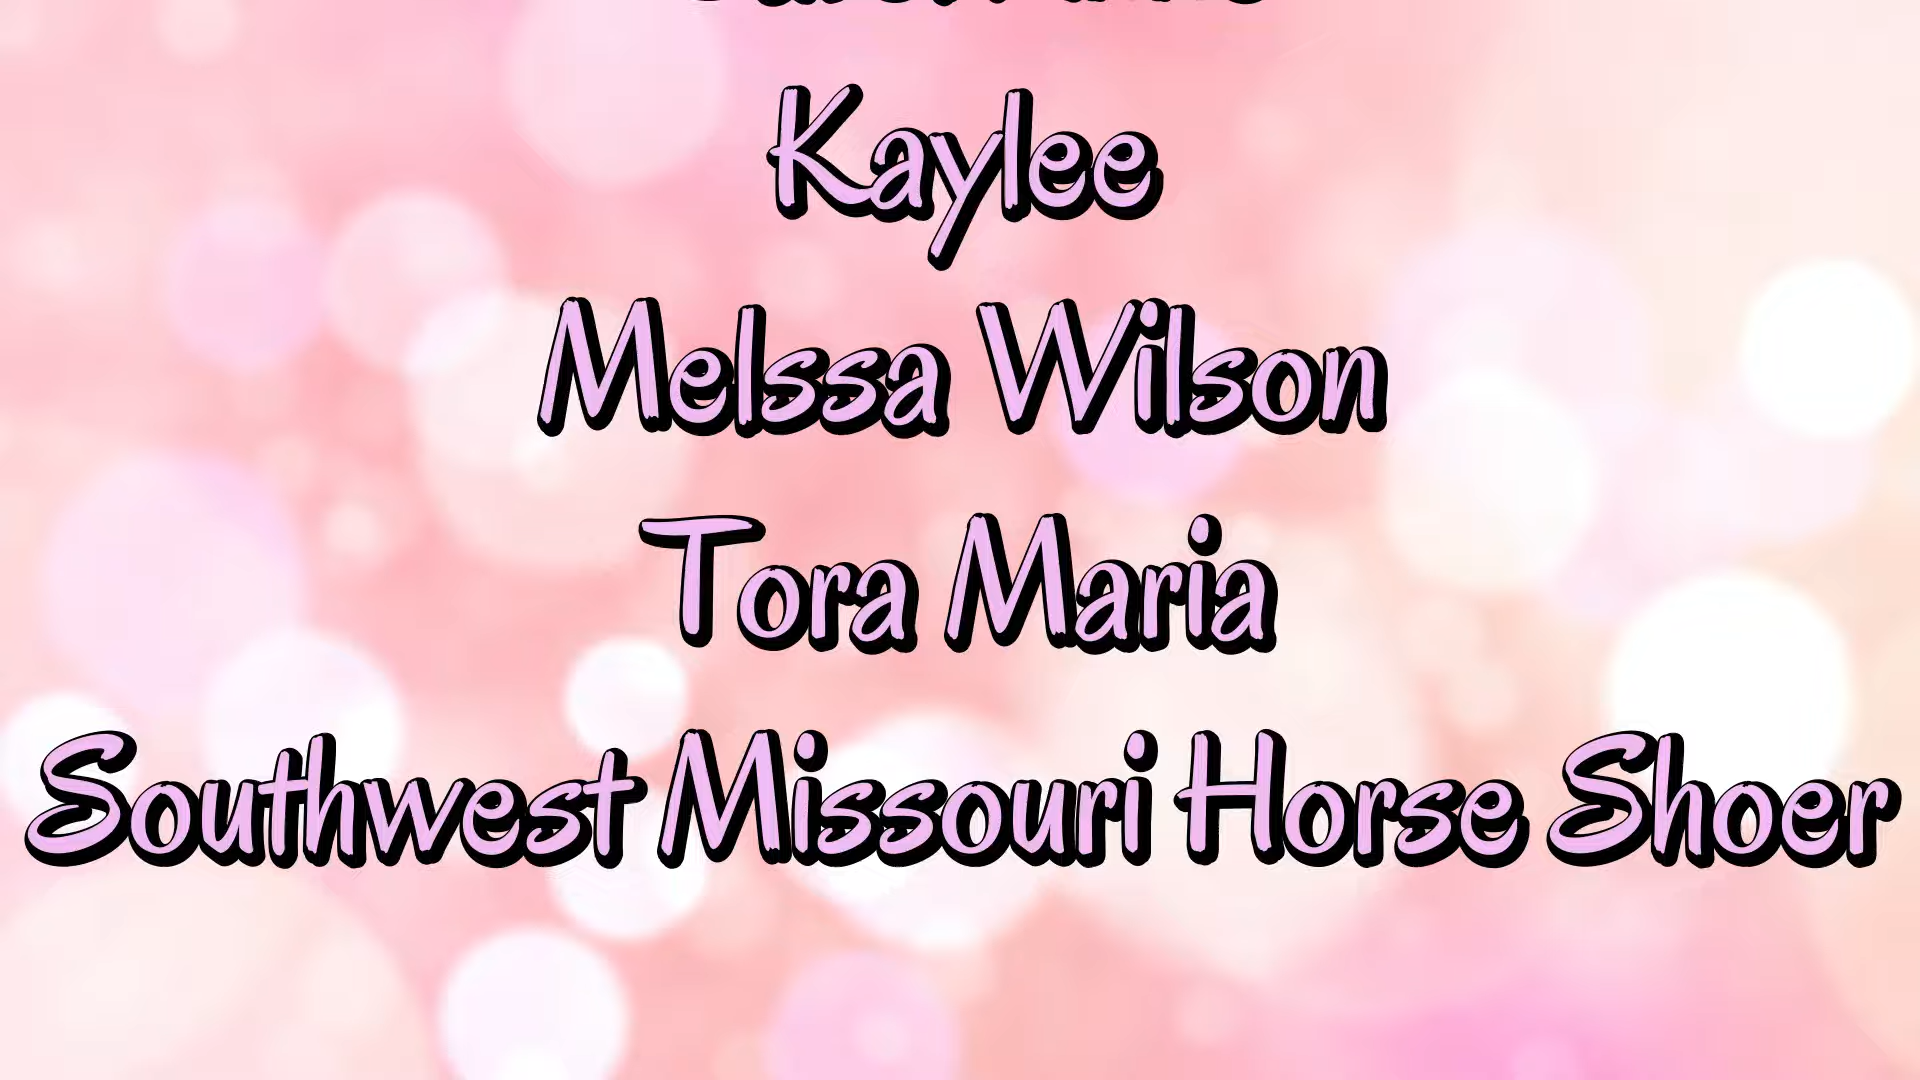 Kaylee
Melssa Wilson
Tora Maria
Southwest Missouri Horse Shoer